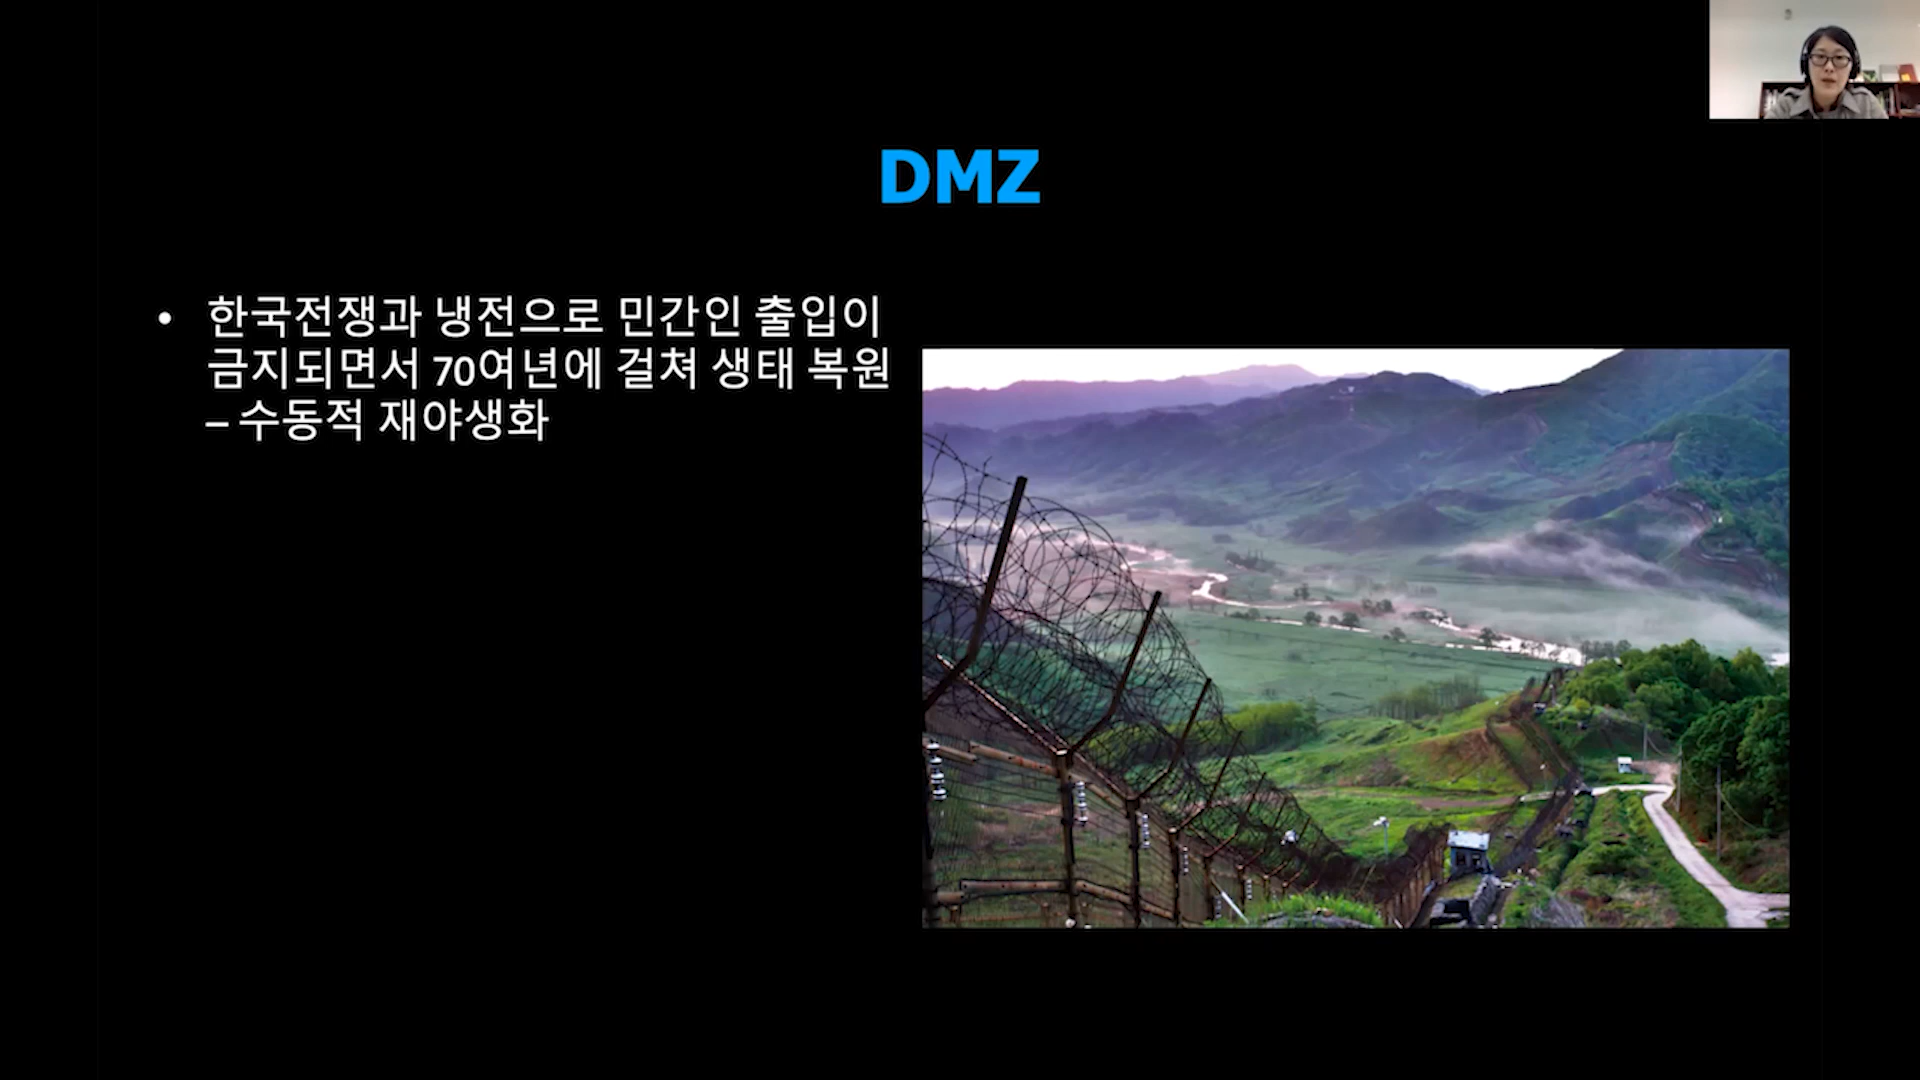 DMZ
• 한국전쟁과 냉전으로 민간인 출입이
금지되면서 70여년에 걸쳐 생태 복원
– 수동적 재야생화